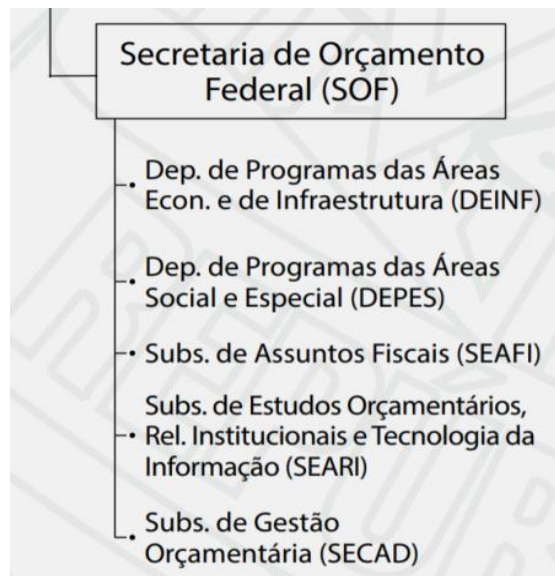 Secretaria de Orçamento
Federal (SOF)
Dep. de Programas das Áreas
Econ. e de Infraestrutura (DEINF)
Dep. de Programas das Áreas
Social e Especial (DEPES)
Subs. de Assuntos Fiscais (SEAFI)
Subs. de Estudos Orçamentários,
Rel. Institucionais e Tecnologia da
Informação (SEARI)
Subs. de Gestão
Orçamentária (SECAD)